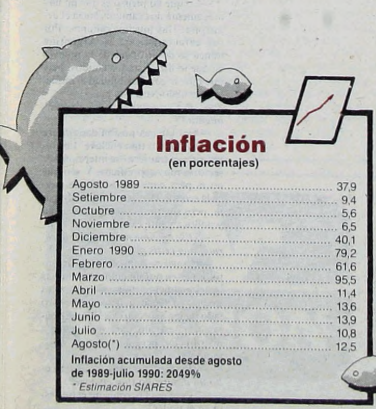 Inflación
(en porcentajes)
Agosto 1989 ........ 37,9
Setiembre ........ 9,4
Octubre ........ 5,6
Noviembre ........ 6,5
Diciembre ........ 40,1
Enero 1990 ........ 79,2
Febrero ........ 61,6
Marzo ........ 95,5
Abril ........ 11,4
Mayo ........ 13,6
Junio ........ 13,9
Julio ........ 10,8
Agosto(*) ........ 12,5
Inflación acumulada desde agosto
de 1989-julio 1990: 2049%
* Estimación SIARES